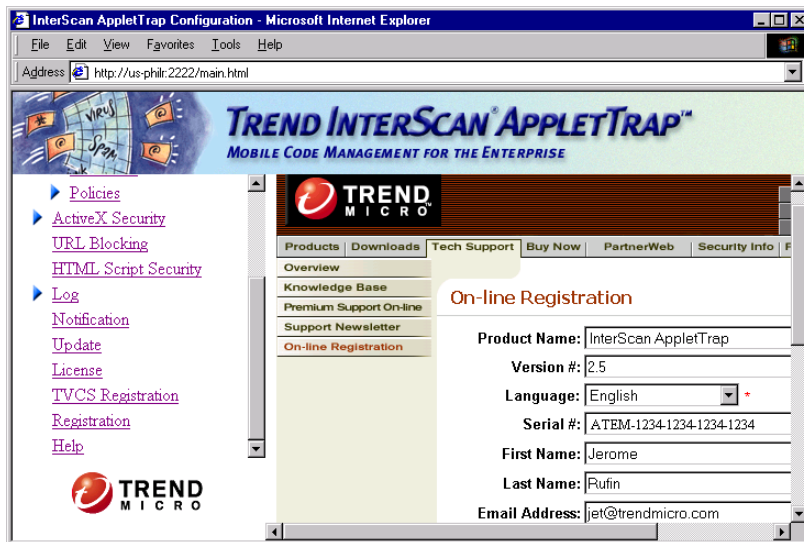 InterScan AppletTrap Configuration - Microsoft Internet Explorer
File Edit View Favorites Tools Help
Address http://us-philr:2222/main.html
VIRUS
SPAM
TREND INTERSCAN® APPLETTRAP™
MOBILE CODE MANAGEMENT FOR THE ENTERPRISE
Policies
ActiveX Security
URL Blocking
HTML Script Security
Log
Notification
Update
License
TVCS Registration
Registration
Help
TREND
MICRO
TREND
MICRO
Products | Downloads | Tech Support | Buy Now | PartnerWeb | Security Info |
Overview
Knowledge Base
Premium Support On-line
Support Newsletter
On-line Registration
On-line Registration
Product Name: InterScan AppletTrap
Version #: 2.5
Language: English *
Serial #: ATEM-1234-1234-1234-1234
First Name: Jerome
Last Name: Rufin
Email Address: jet@trendmicro.com